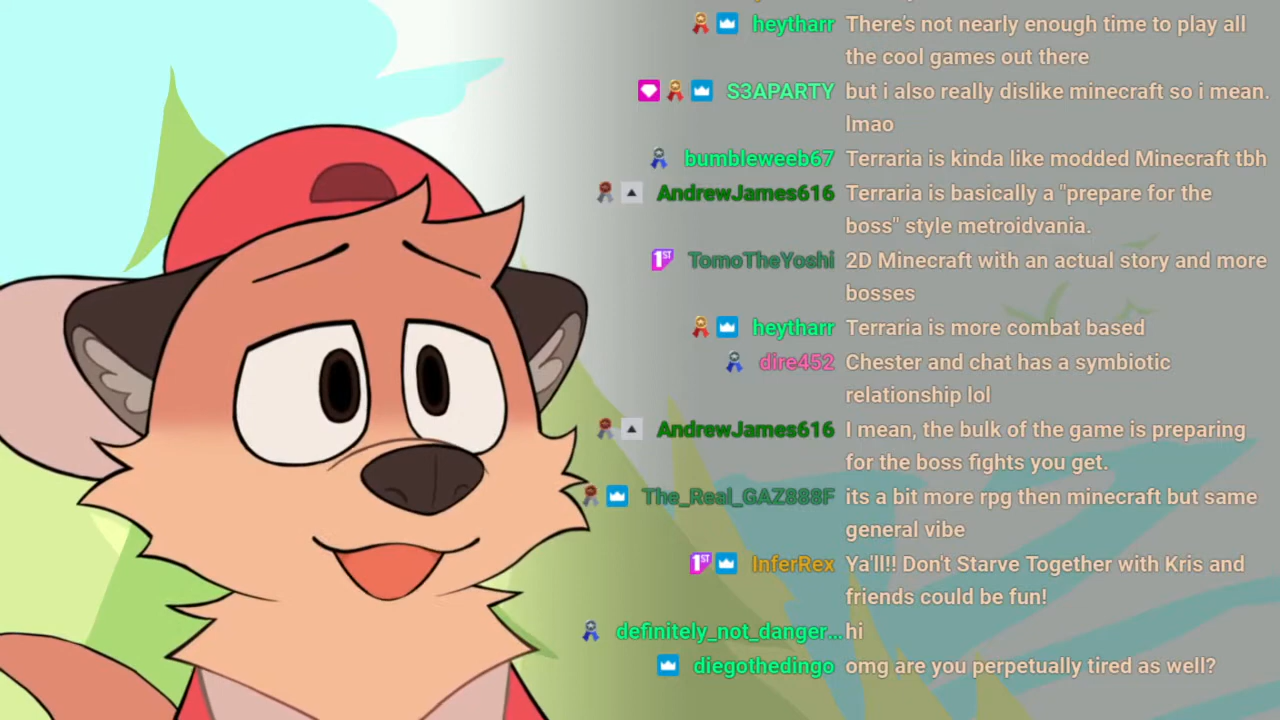 heytharr There's not nearly enough time to play all
the cool games out there
S3APARTY but i also really dislike minecraft so i mean.
lmao
bumbleweeb67 Terraria is kinda like modded Minecraft tbh
AndrewJames616 Terraria is basically a "prepare for the
boss" style metroidvania.
1ST TomoTheYoshi 2D Minecraft with an actual story and more
bosses
heytharr Terraria is more combat based
dire452 Chester and chat has a symbiotic
relationship lol
AndrewJames616 I mean, the bulk of the game is preparing
for the boss fights you get.
The_Real_GAZ888F its a bit more rpg then minecraft but same
general vibe
1ST InferRex Ya'll!! Don't Starve Together with Kris and
friends could be fun!
definitely_not_danger... hi
diegothedingo omg are you perpetually tired as well?